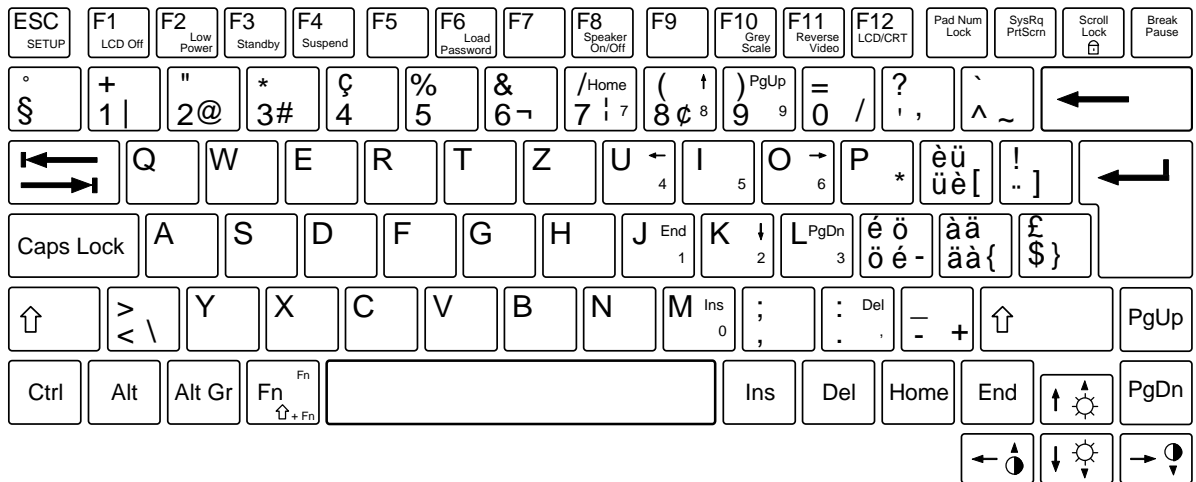 ESC SETUP
F1 LCD Off
F2 Low Power
F3 Standby
F4 Suspend
F5
F6 Load Password
F7
F8 Speaker On/Off
F9
F10 Grey Scale
F11 Reverse Video
F12 LCD/CRT
Pad Num Lock
SysRq PrtScrn
Scroll Lock
Break Pause
° §
+ 1 |
" 2 @
* 3 #
ç 4
% 5
& 6 ¬
/ Home 7 ¦ 7
( ↑ 8 ¢ 8
) PgUp 9 9
= 0 /
? ' ,
` ^ ~
←
Q
W
E
R
T
Z
U ← 4
I 5
O → 6
P *
è ü ü è [
! ¨ ]
Caps Lock
A
S
D
F
G
H
J End 1
K ↓ 2
L PgDn 3
é ö ö é -
à ä ä à {
£ $ }
⇧
> < \
Y
X
C
V
B
N
M Ins 0
; ,
: Del . ,
_ - +
⇧
PgUp
Ctrl
Alt
Alt Gr
Fn Fn ⇧ + Fn
Ins
Del
Home
End
↑
PgDn
←
↓
→